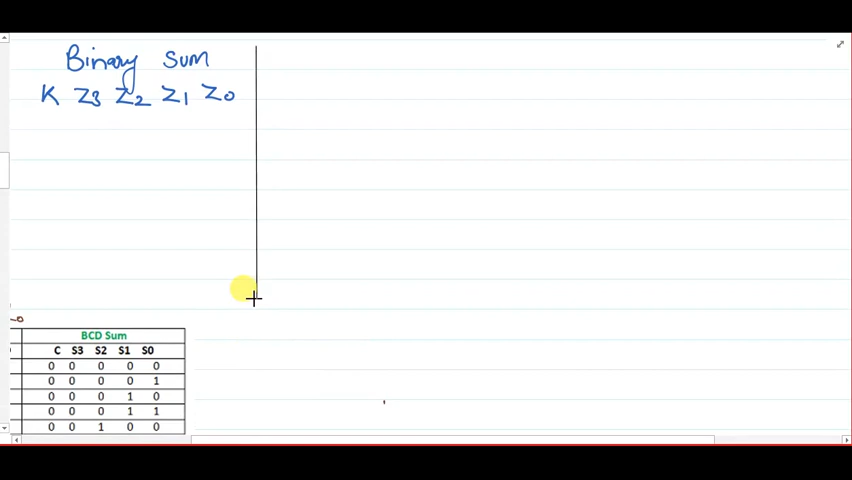 Binary Sum
K Z3 Z2 Z1 Z0
BCD Sum
C S3 S2 S1 S0
0 0 0 0 0
0 0 0 0 1
0 0 0 1 0
0 0 0 1 1
0 0 1 0 0